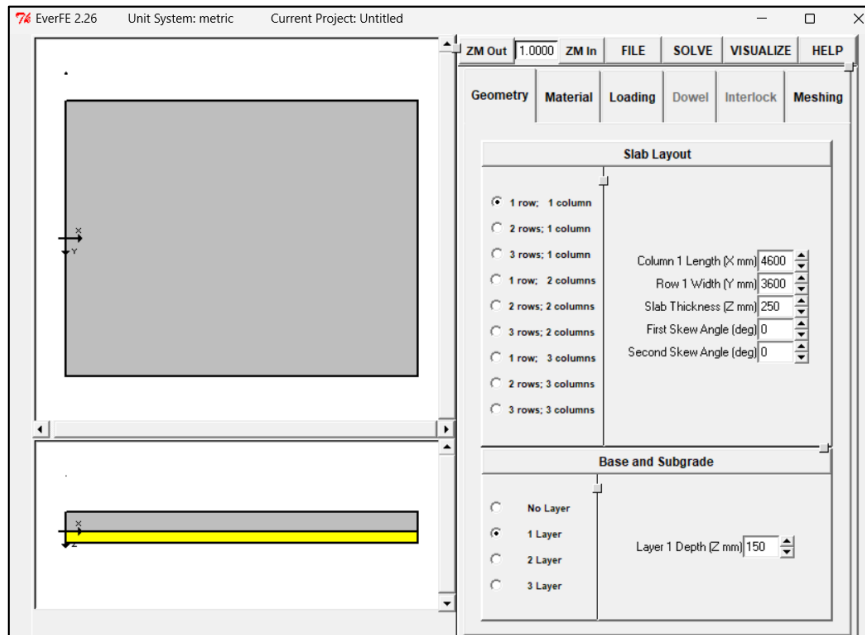 EverFE 2.26 Unit System: metric Current Project: Untitled
ZM Out 1.0000 ZM In FILE SOLVE VISUALIZE HELP
Geometry Material Loading Dowel Interlock Meshing
Slab Layout
1 row; 1 column
2 rows; 1 column
3 rows; 1 column
1 row; 2 columns
2 rows; 2 columns
3 rows; 2 columns
1 row; 3 columns
2 rows; 3 columns
3 rows; 3 columns
Column 1 Length (X mm) 4600
Row 1 Width (Y mm) 3600
Slab Thickness (Z mm) 250
First Skew Angle (deg) 0
Second Skew Angle (deg) 0
X
Y
Base and Subgrade
No Layer
1 Layer
2 Layer
3 Layer
Layer 1 Depth (Z mm) 150
X
Z